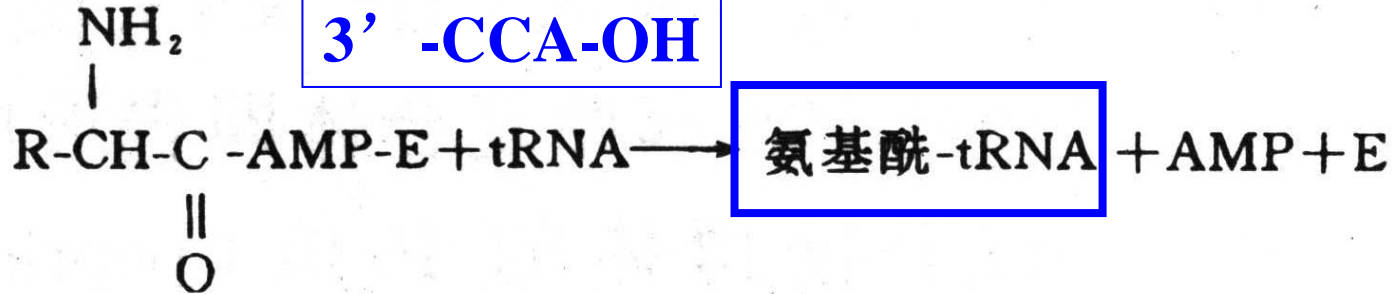 NH₂
3’ -CCA-OH
R-CH-C -AMP-E+tRNA⟶ 氨基酰-tRNA +AMP+E
O